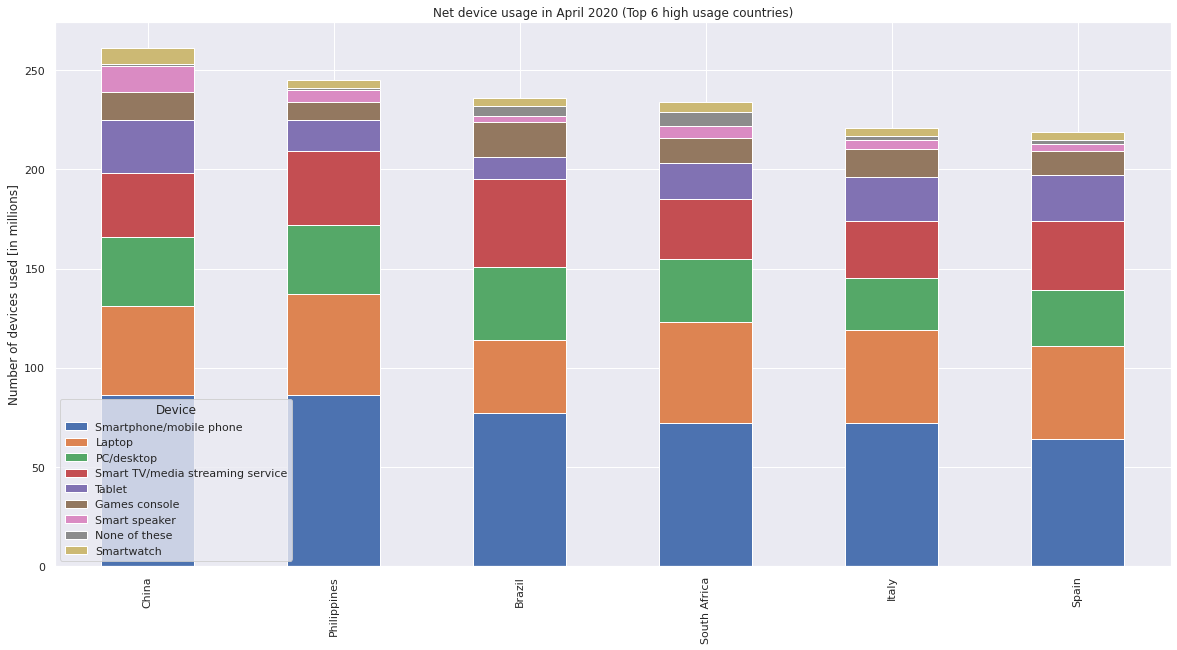 Net device usage in April 2020 (Top 6 high usage countries)
Number of devices used [in millions]
250
200
150
100
50
0
Device
Smartphone/mobile phone
Laptop
PC/desktop
Smart TV/media streaming service
Tablet
Games console
Smart speaker
None of these
Smartwatch
China
Philippines
Brazil
South Africa
Italy
Spain